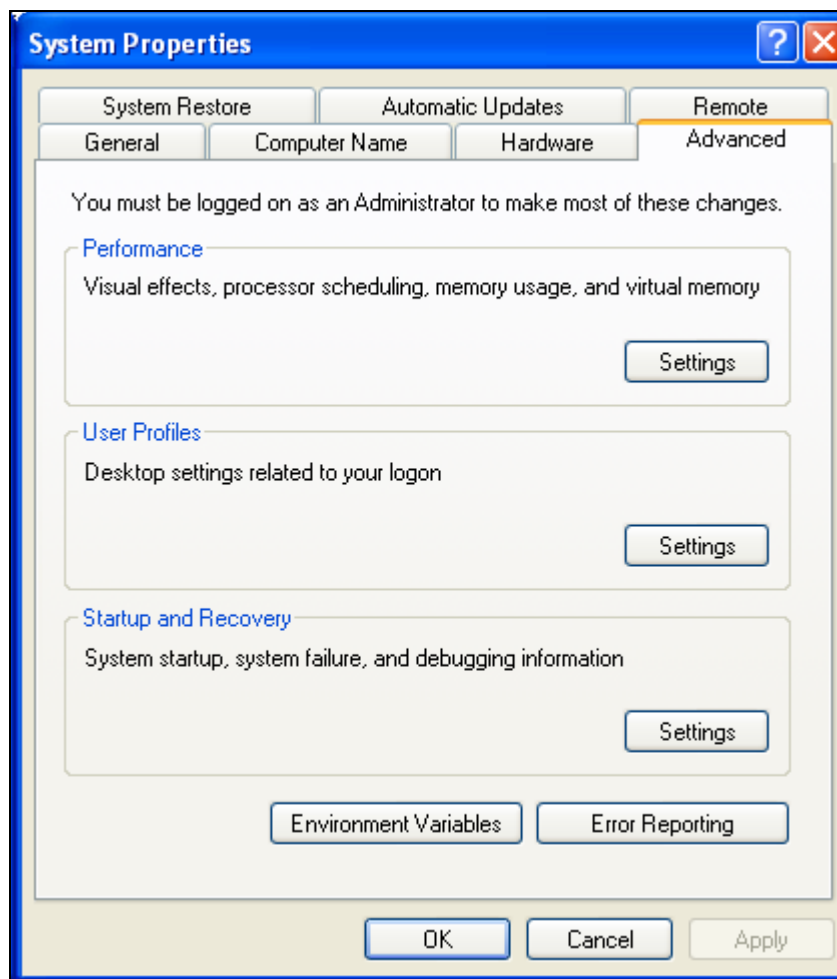 System Properties
System Restore Automatic Updates Remote
General Computer Name Hardware Advanced
You must be logged on as an Administrator to make most of these changes.
Performance
Visual effects, processor scheduling, memory usage, and virtual memory
Settings
User Profiles
Desktop settings related to your logon
Settings
Startup and Recovery
System startup, system failure, and debugging information
Settings
Environment Variables Error Reporting
OK Cancel Apply